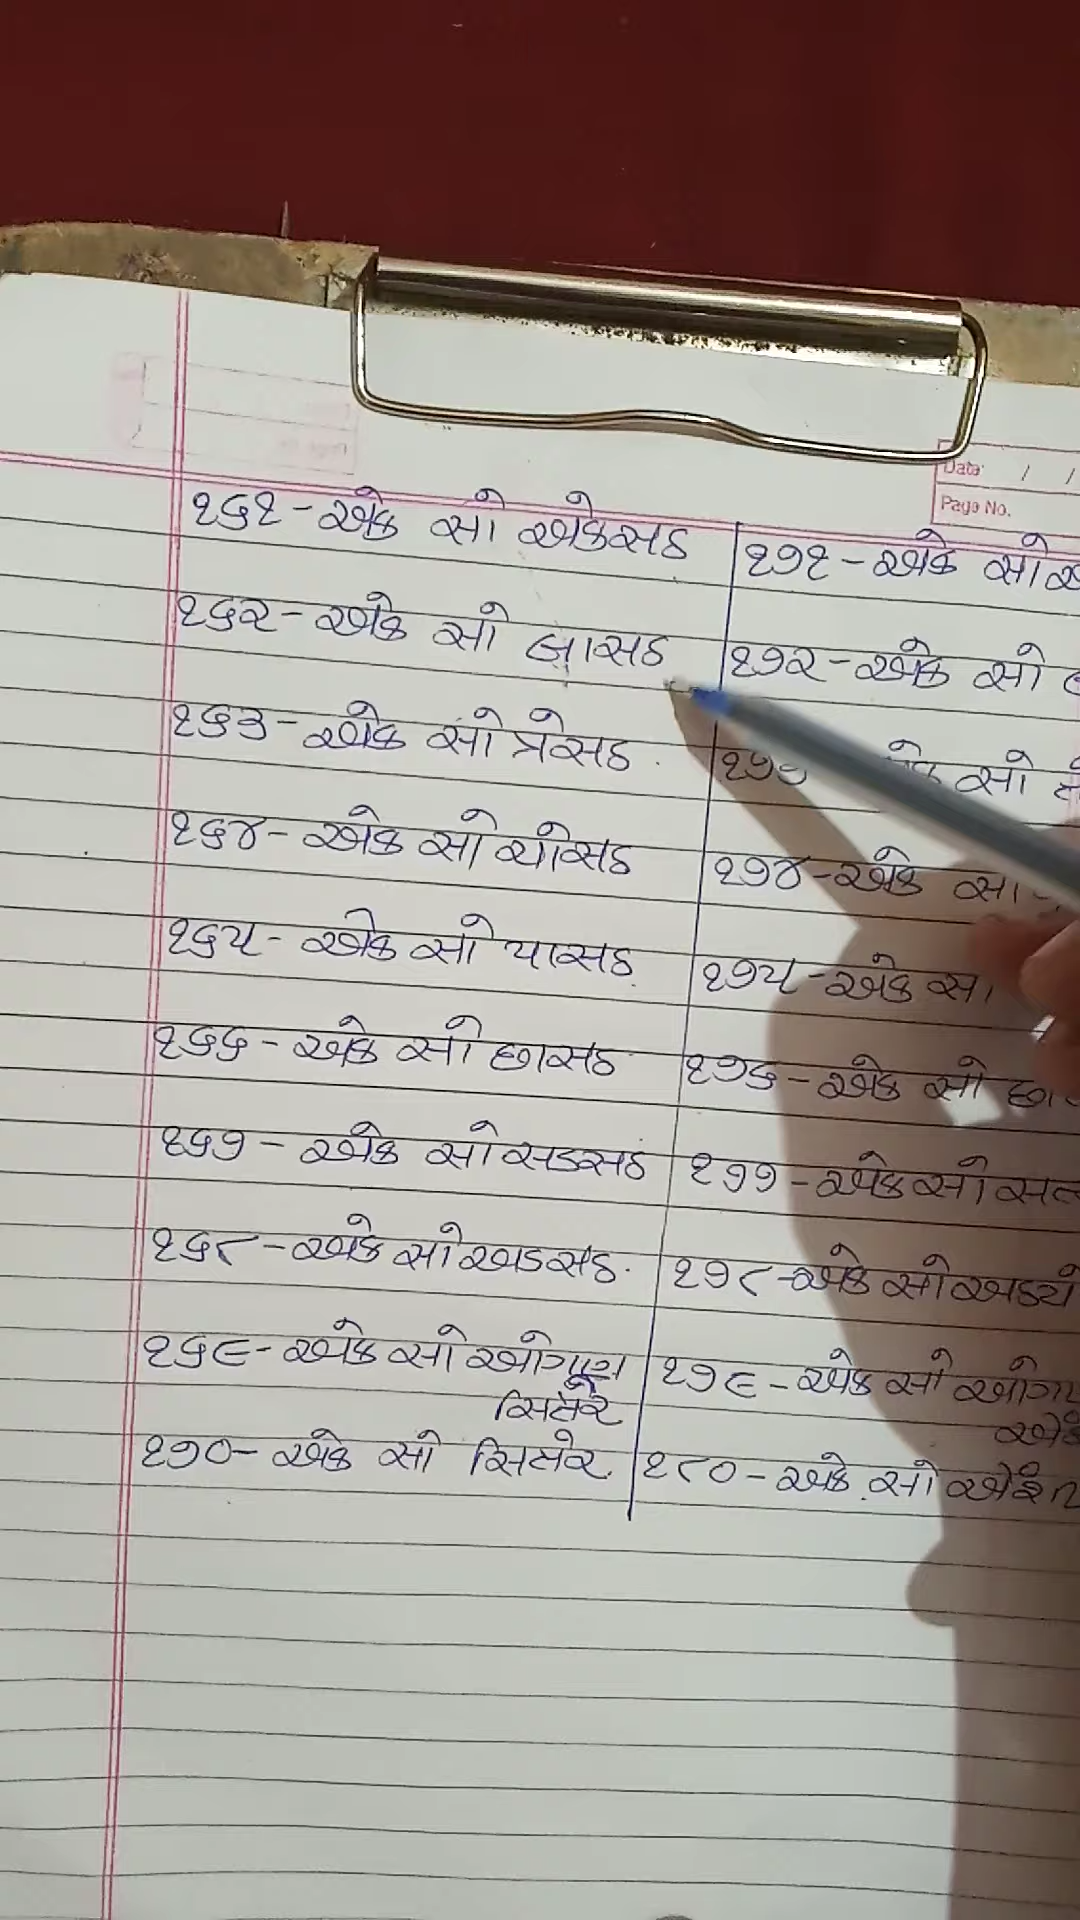 Data / /
Page No.
૧૬૧-એક સો એકસઠ
૧૬૨-એક સો બાસઠ
૧૬૩-એક સો ત્રેસઠ
૧૬૪-એક સો ચોસઠ
૧૬૫-એક સો પાસઠ
૧૬૬-એક સો છાસઠ
૧૬૭-એક સો સડસઠ
૧૬૮-એક સો અડસઠ
૧૬૯-એક સો ઓગણ
સિતેર
૧૭૦-એક સો સિતેર
૧૭૧-એક સો
૧૭૨-એક સો
સો
૧૭૪-એક
૧૭૫-એક
૧૭૬-એક સો
૧૭૭-એક સો
૧૭૮-એક સો
૧૭૯-એક સો
૧૮૦-એક સો